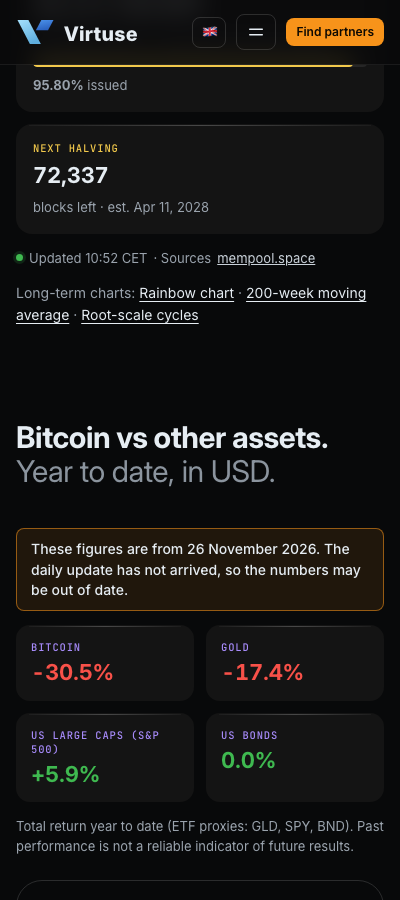 Virtuse
Find partners
95.80% issued
NEXT HALVING
72,337
blocks left · est. Apr 11, 2028
Updated 10:52 CET · Sources mempool.space
Long-term charts: Rainbow chart · 200-week moving
average · Root-scale cycles
Bitcoin vs other assets.
Year to date, in USD.
These figures are from 26 November 2026. The
daily update has not arrived, so the numbers may
be out of date.
BITCOIN
-30.5%
GOLD
-17.4%
US LARGE CAPS (S&P
500)
+5.9%
US BONDS
0.0%
Total return year to date (ETF proxies: GLD, SPY, BND). Past
performance is not a reliable indicator of future results.